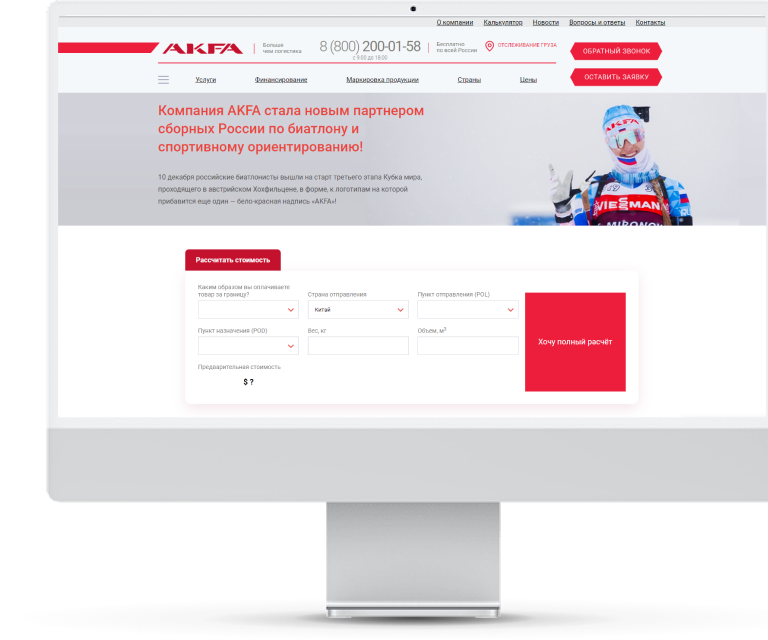 О компании Калькулятор Новости Вопросы и ответы Контакты
AKFA
Больше
чем логистика
8 (800) 200-01-58
с 9:00 до 18:00
Бесплатно
по всей России
ОТСЛЕЖИВАНИЕ ГРУЗА
ОБРАТНЫЙ ЗВОНОК
ОСТАВИТЬ ЗАЯВКУ
Услуги Финансирование Маркировка продукции Страны Цены
Компания AKFA стала новым партнером
сборных России по биатлону и
спортивному ориентированию!
10 декабря российские биатлонисты вышли на старт третьего этапа Кубка мира,
проходящего в австрийском Хохфильцене, в форме, к логотипам на которой
прибавится еще один — бело-красная надпись «AKFA»!
AKFA
VIESMANN
MIRONOV
Рассчитать стоимость
Каким образом вы оплачиваете
товар за границу?
Страна отправления
Китай
Пункт отправления (POL)
Пункт назначения (POD)
Вес, кг
Объем, м³
Хочу полный расчёт
Предварительная стоимость
$ ?